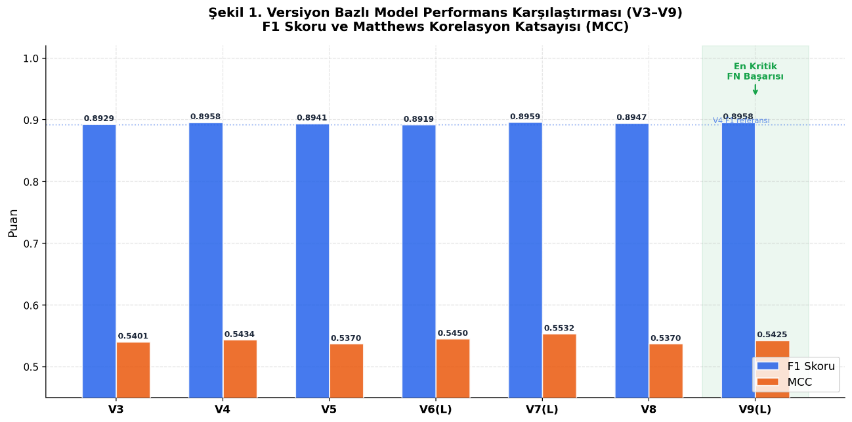 Şekil 1. Versiyon Bazlı Model Performans Karşılaştırması (V3–V9)
F1 Skoru ve Matthews Korelasyon Katsayısı (MCC)
En Kritik
FN Başarısı
1.0
0.9
0.8
0.7
0.6
0.5
Puan
0.8929
0.8958
0.8941
0.8919
0.8959
0.8947
0.8958
V4 F1
0.5401
0.5434
0.5370
0.5450
0.5532
0.5370
0.5425
F1 Skoru
MCC
V3
V4
V5
V6(L)
V7(L)
V8
V9(L)